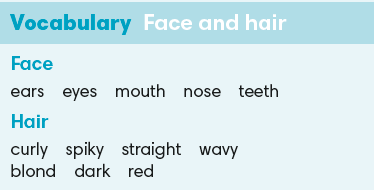 Vocabulary Face and hair
Face
ears eyes mouth nose teeth
Hair
curly spiky straight wavy
blond dark red